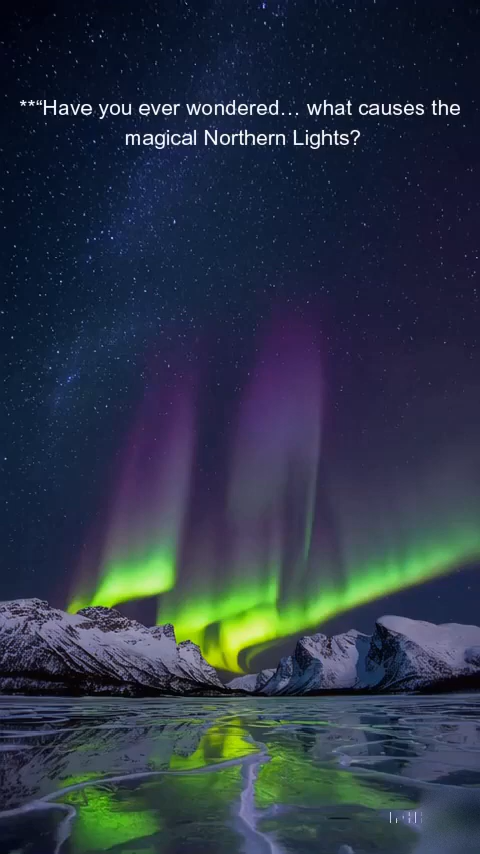 **“Have you ever wondered… what causes the
magical Northern Lights?